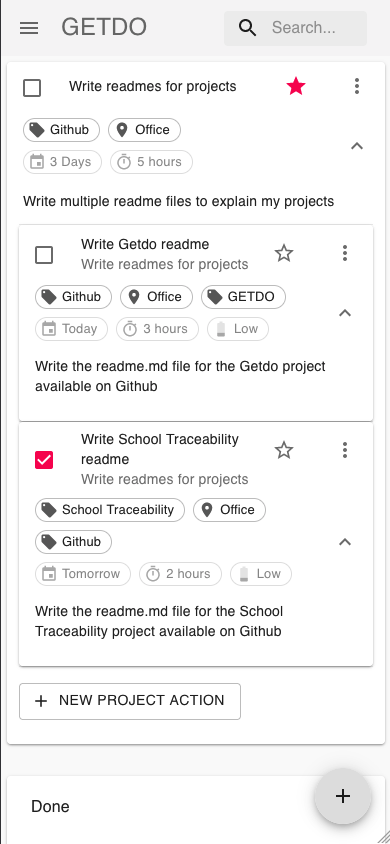 GETDO
Search...
Write readmes for projects
Github
Office
3 Days
5 hours
Write multiple readme files to explain my projects
Write Getdo readme
Write readmes for projects
Github
Office
GETDO
Today
3 hours
Low
Write the readme.md file for the Getdo project
available on Github
Write School Traceability
readme
Write readmes for projects
School Traceability
Office
Github
Tomorrow
2 hours
Low
Write the readme.md file for the School
Traceability project available on Github
+ NEW PROJECT ACTION
Done
+